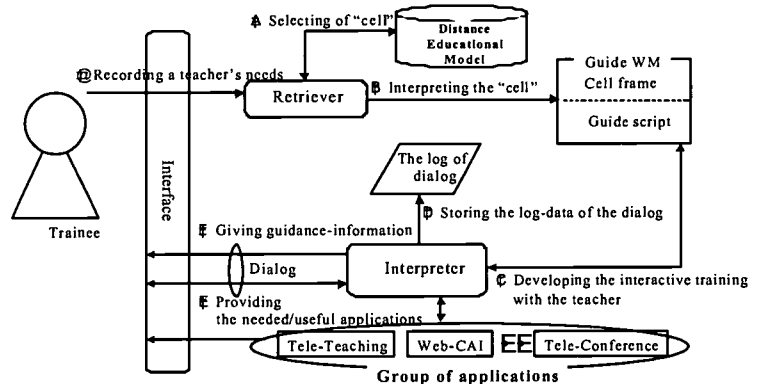 Selecting of "cell"
Distance
Educational
Model
Recording a teacher's needs
Retriever
Interpreting the "cell"
Guide WM
Cell frame
Guide script
Interface
The log of
dialog
Trainee
Storing the log-data of the dialog
Giving guidance-information
Dialog
Interpreter
Developing the interactive training
with the teacher
Providing
the needed/useful applications
Tele-Teaching
Web-CAI
Tele-Conference
Group of applications